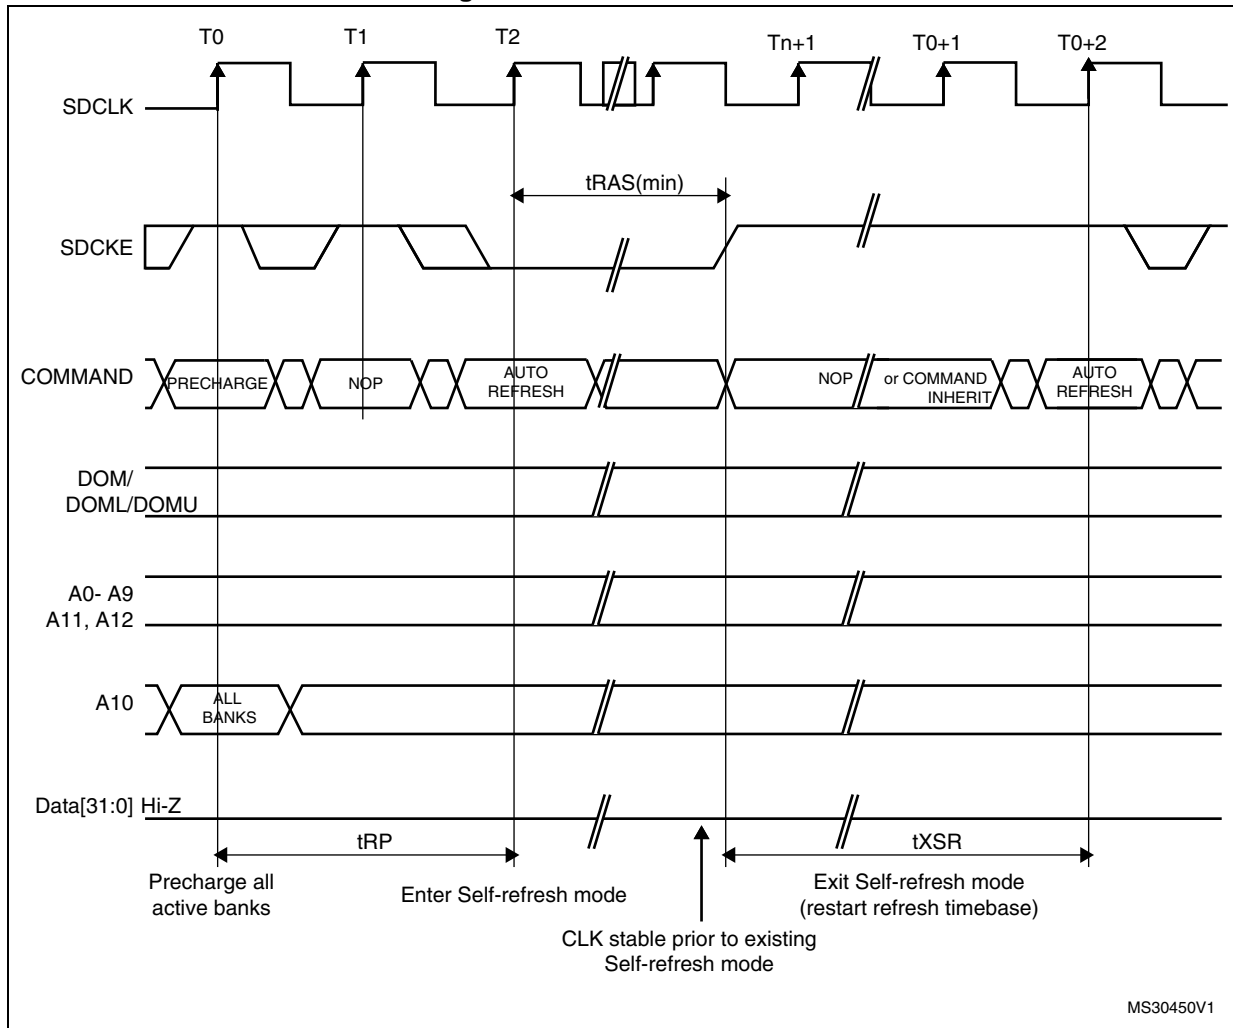 T0 T1 T2 Tn+1 T0+1 T0+2
SDCLK
tRAS(min)
SDCKE
COMMAND PRECHARGE NOP AUTO REFRESH NOP or COMMAND INHERIT AUTO REFRESH
DOM/
DOML/DOMU
A0- A9
A11, A12
A10
ALL
BANKS
Data[31:0] Hi-Z
tRP tXSR
Precharge all
active banks
Enter Self-refresh mode
Exit Self-refresh mode
(restart refresh timebase)
CLK stable prior to existing
Self-refresh mode
MS30450V1